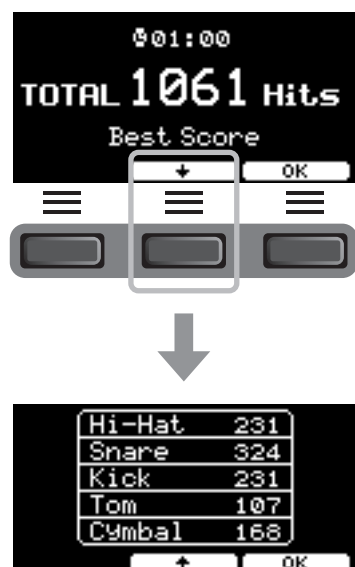 01:00
TOTAL 1061 Hits
Best Score
↓ OK
Hi-Hat 231
Snare 324
Kick 231
Tom 107
Cymbal 168
↑ OK